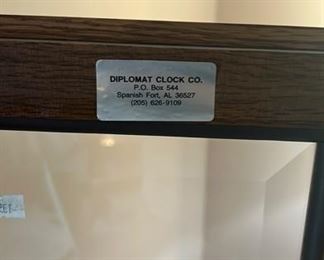 DIPLOMAT CLOCK CO.
P.O. Box 544
Spanish Fort, AL 36527
(205) 626-9109